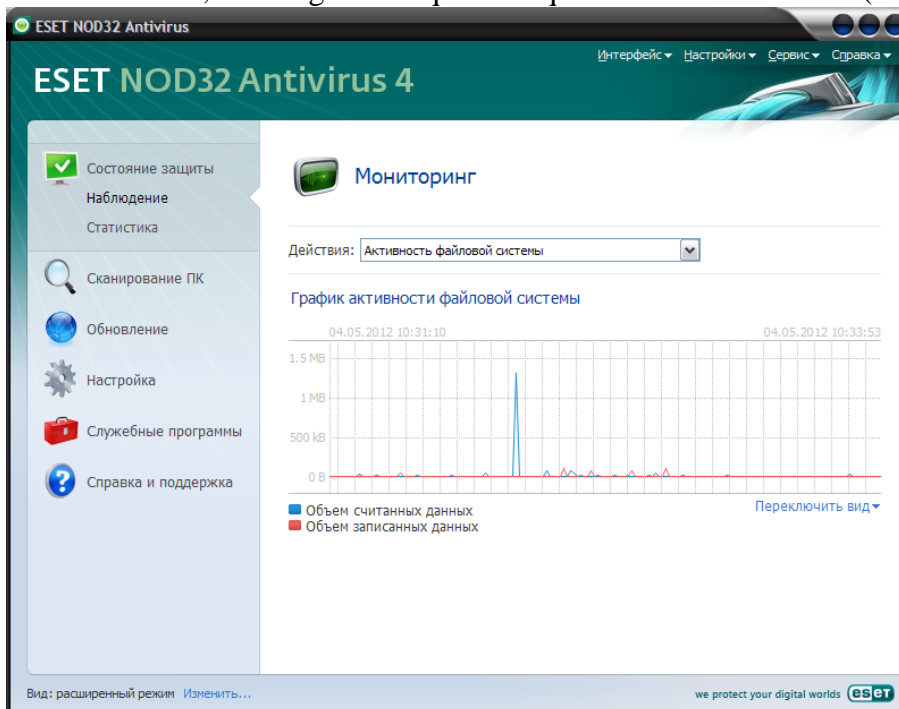 ESET NOD32 Antivirus
Интерфейс Настройки Сервис Справка
ESET NOD32 Antivirus 4
Состояние защиты
Наблюдение
Статистика
Сканирование ПК
Обновление
Настройка
Служебные программы
Справка и поддержка
Мониторинг
Действия: Активность файловой системы
График активности файловой системы
04.05.2012 10:31:10 04.05.2012 10:33:53
1.5 MB
1 MB
500 kB
0 B
Объем считанных данных
Объем записанных данных
Переключить вид
Вид: расширенный режим Изменить...
we protect your digital worlds eset